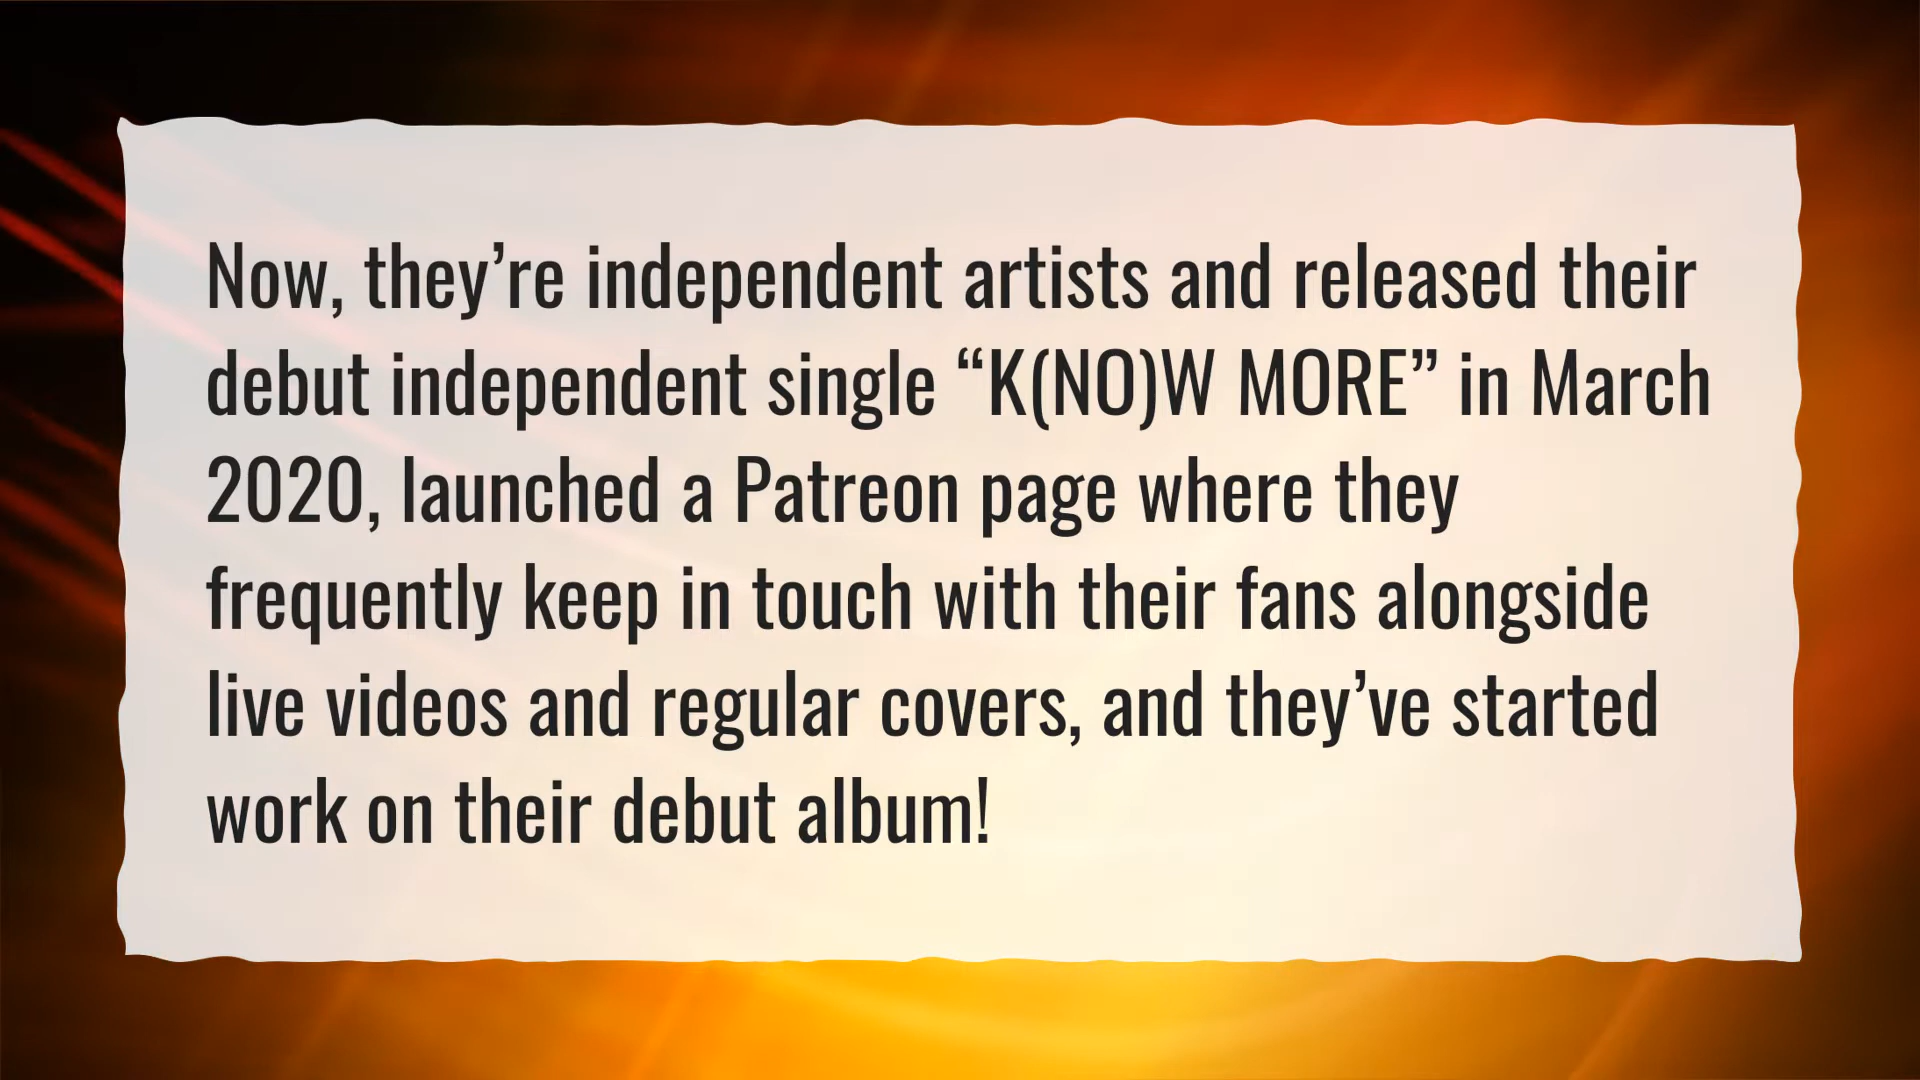 Now, they’re independent artists and released their
debut independent single “K(NO)W MORE” in March
2020, launched a Patreon page where they
frequently keep in touch with their fans alongside
live videos and regular covers, and they’ve started
work on their debut album!